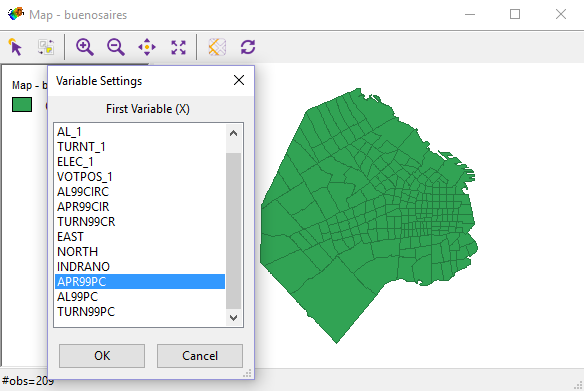 Map - buenosaires
Map - b
Variable Settings
First Variable (X)
AL_1
TURNT_1
ELEC_1
VOTPOS_1
AL99CIRC
APR99CIR
TURN99CR
EAST
NORTH
INDRANO
APR99PC
AL99PC
TURN99PC
OK
Cancel
#obs=209